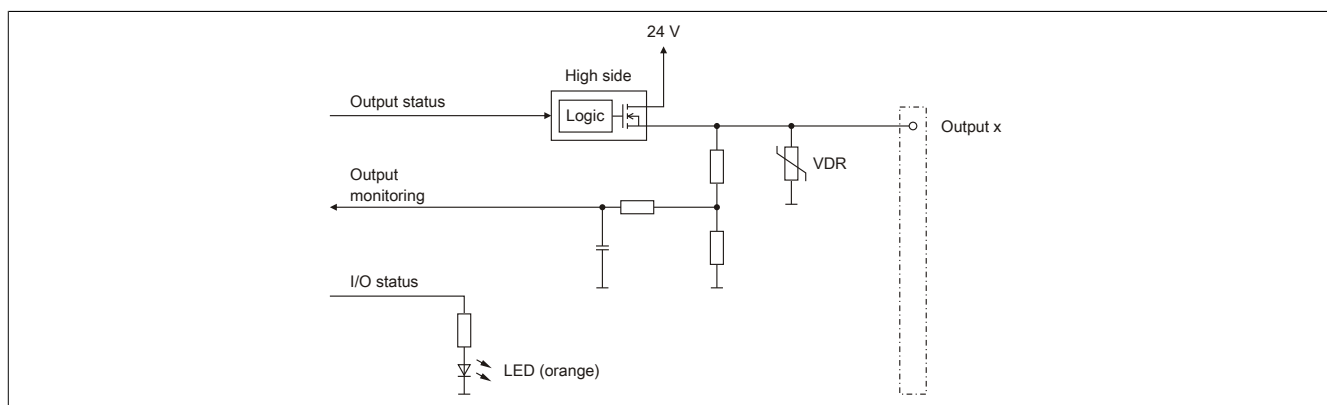 24 V
High side
Output status
Logic
Output x
VDR
Output
monitoring
I/O status
LED (orange)